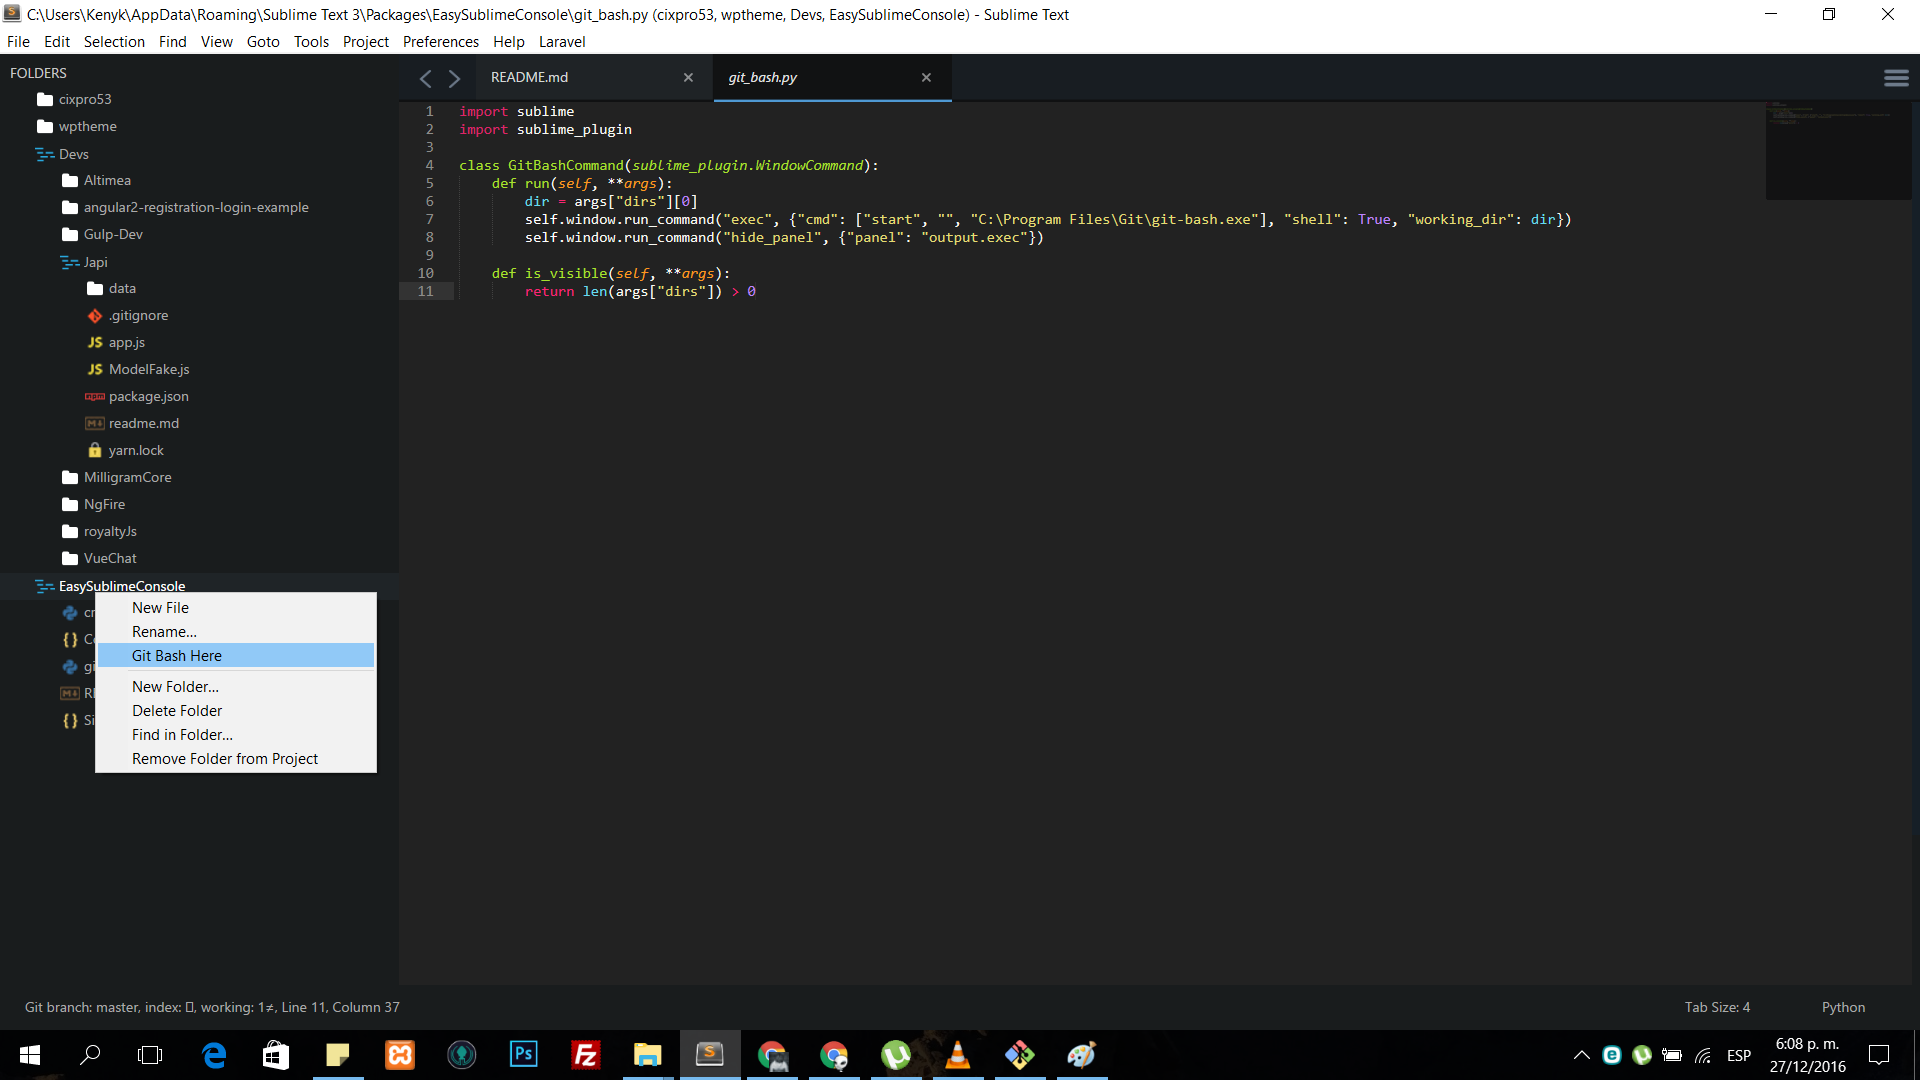 C:\Users\Kenyk\AppData\Roaming\Sublime Text 3\Packages\EasySublimeConsole\git_bash.py (cixpro53, wptheme, Devs, EasySublimeConsole) - Sublime Text
File Edit Selection Find View Goto Tools Project Preferences Help Laravel
FOLDERS
cixpro53
wptheme
Devs
Altimea
angular2-registration-login-example
Gulp-Dev
Japi
data
.gitignore
JS app.js
JS ModelFake.js
npm package.json
readme.md
yarn.lock
MilligramCore
NgFire
royaltyJs
VueChat
EasySublimeConsole
New File
Rename...
Git Bash Here
New Folder...
Delete Folder
Find in Folder...
Remove Folder from Project
README.md
git_bash.py
1 import sublime
2 import sublime_plugin
3
4 class GitBashCommand(sublime_plugin.WindowCommand):
5 def run(self, **args):
6 dir = args["dirs"][0]
7 self.window.run_command("exec", {"cmd": ["start", "", "C:\Program Files\Git\git-bash.exe"], "shell": True, "working_dir": dir})
8 self.window.run_command("hide_panel", {"panel": "output.exec"})
9
10 def is_visible(self, **args):
11 return len(args["dirs"]) > 0
Git branch: master, index: ▯, working: 1≠, Line 11, Column 37
Tab Size: 4
Python
Ps
Fz
ESP
6:08 p. m.
27/12/2016